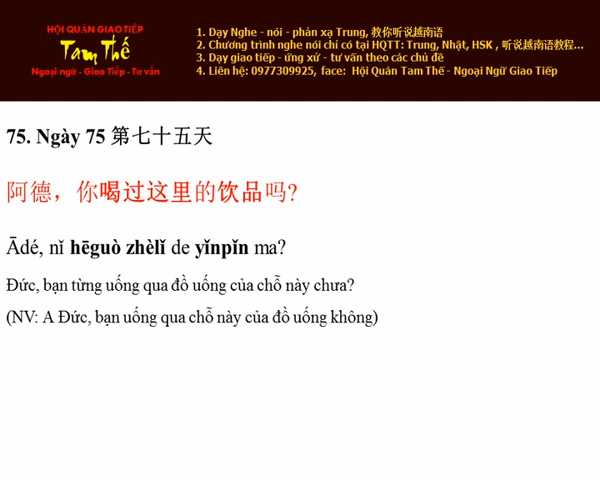 HỘI QUÁN GIAO TIẾP
Tam Thế
Ngoại ngữ - Giao Tiếp - Tư vấn
1. Dạy Nghe - nói - phản xạ Trung, 教你听说越南语
2. Chương trình nghe nói chỉ có tại HQTT: Trung, Nhật, HSK , 听说越南语教程...
3. Dạy giao tiếp - ứng xử - tư vấn theo các chủ đề
4. Liên hệ: 0977309925, face: Hội Quán Tam Thế - Ngoại Ngữ Giao Tiếp
75. Ngày 75 第七十五天
阿德，你喝过这里的饮品吗?
Ādé, nǐ hēguò zhèlǐ de yǐnpǐn ma?
Đức, bạn từng uống qua đồ uống của chỗ này chưa?
(NV: A Đức, bạn uống qua chỗ này của đồ uống không)